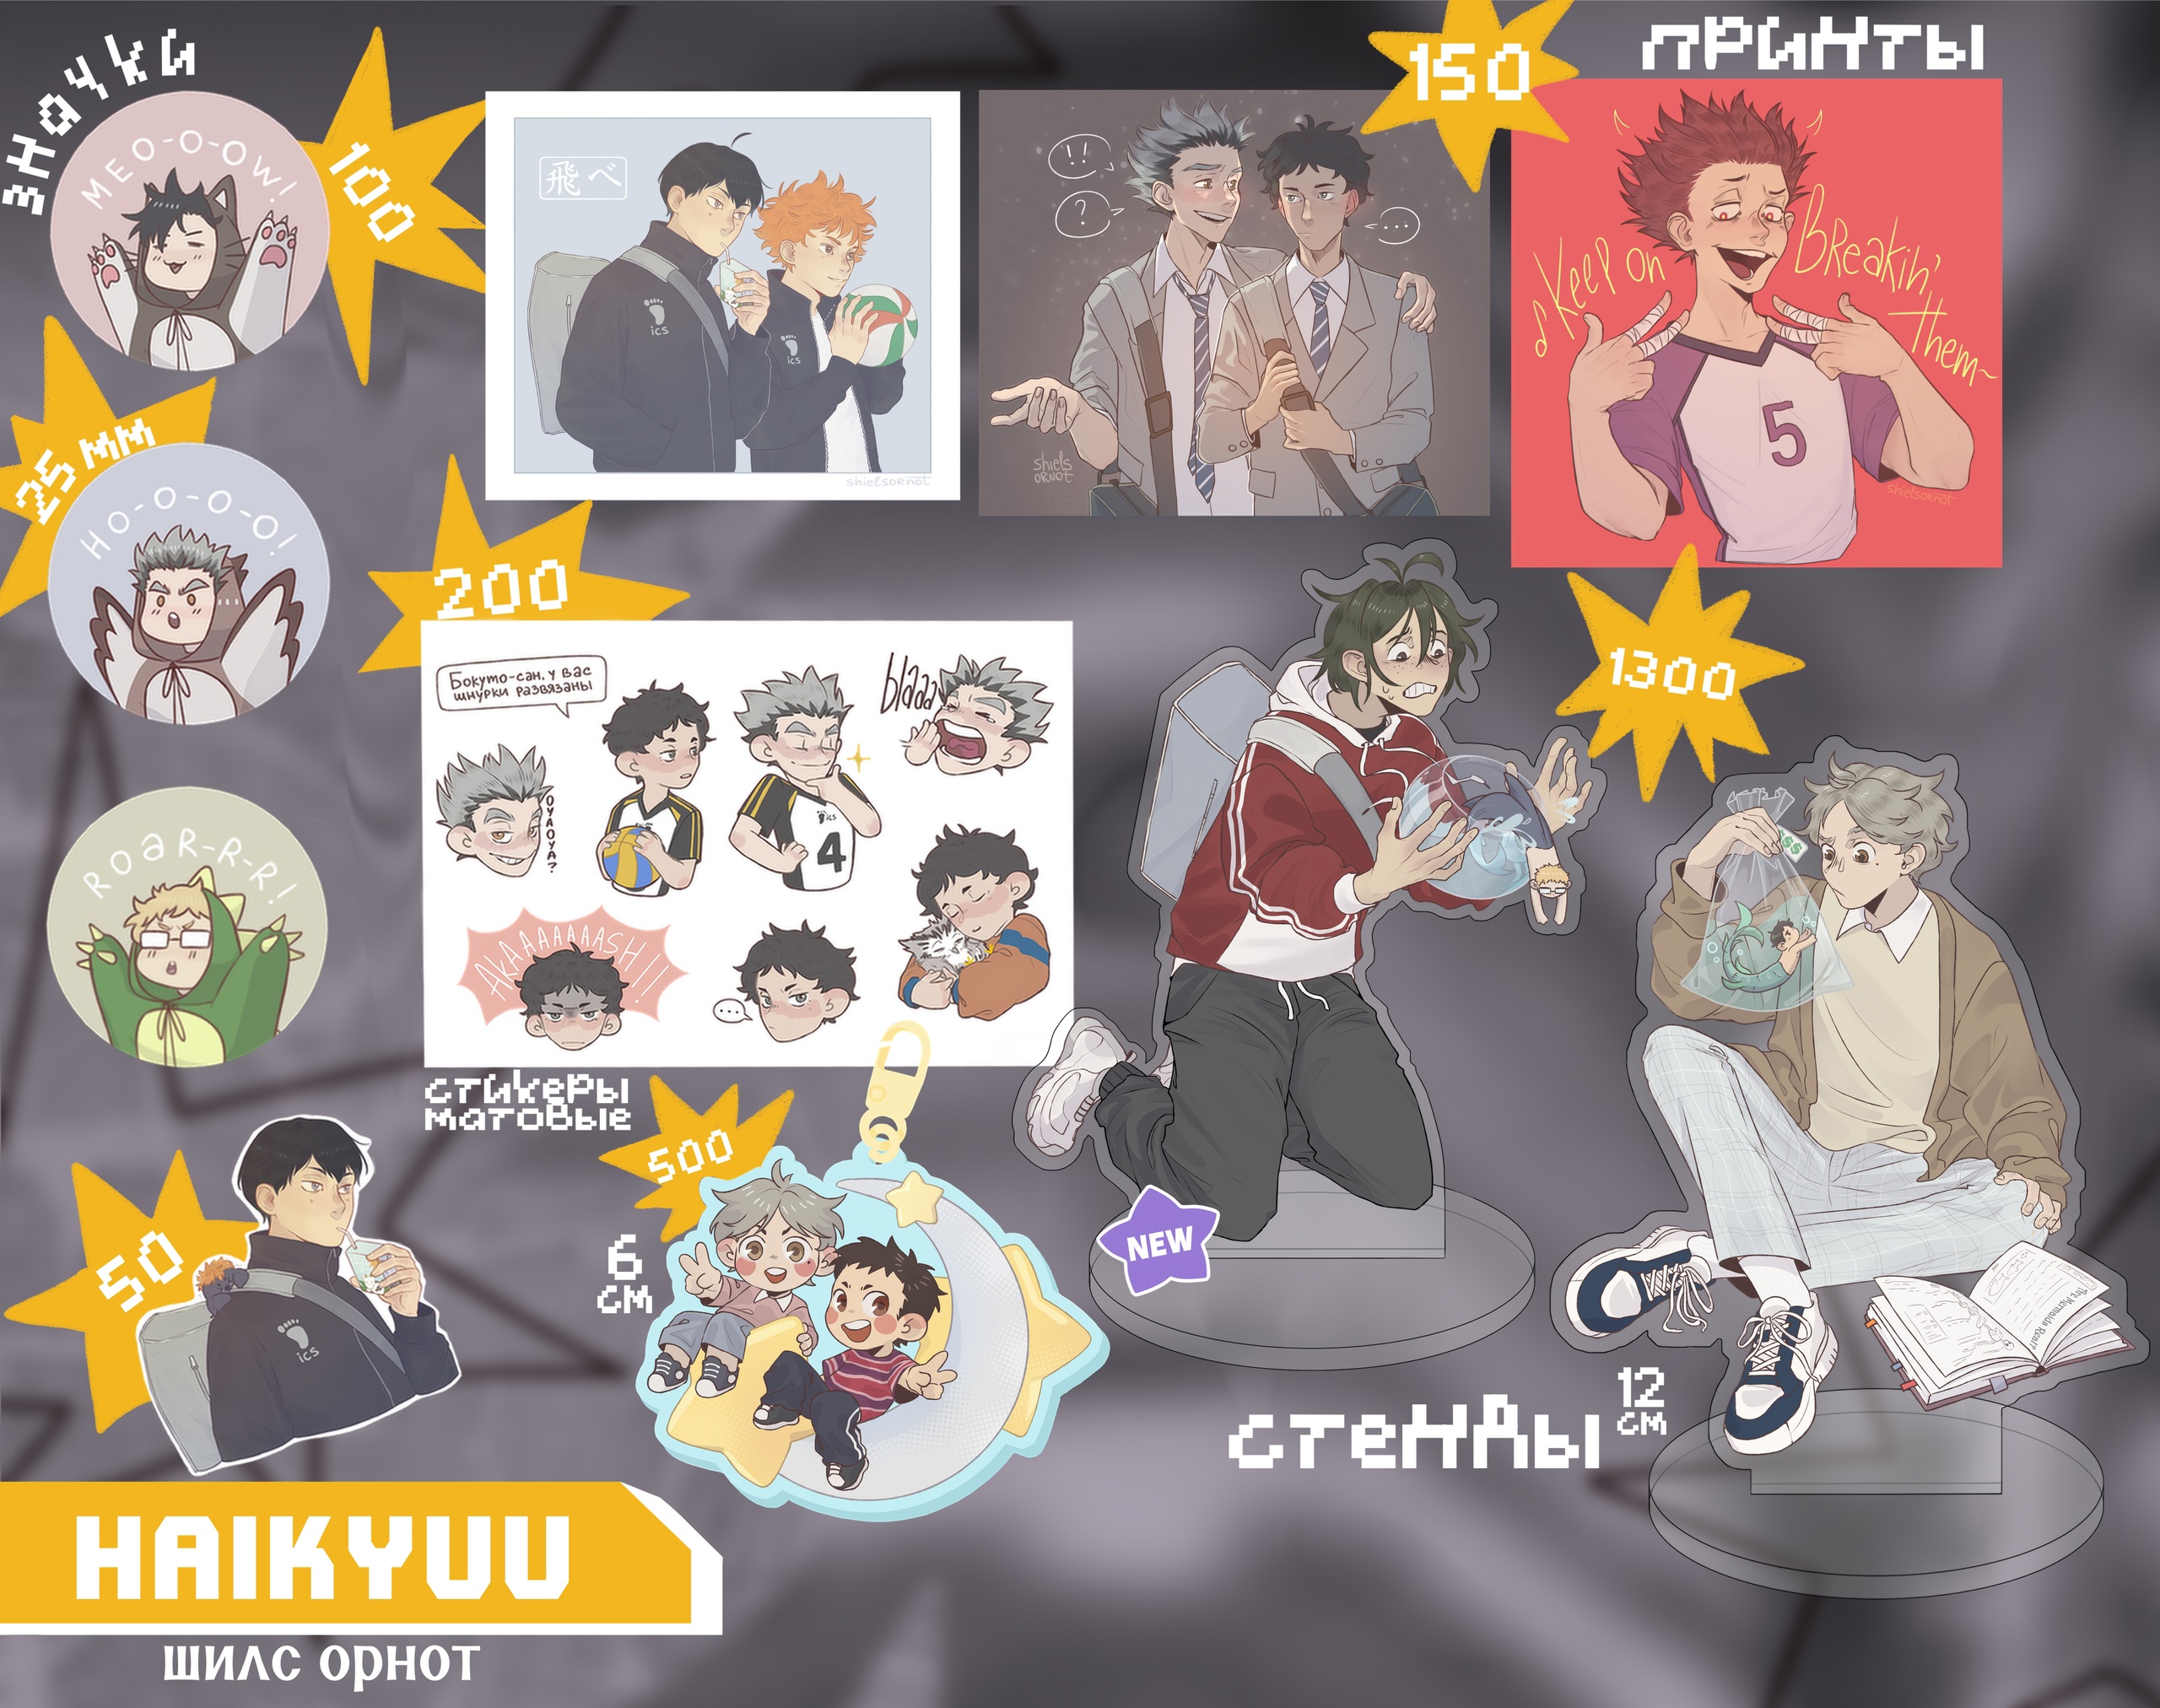 значки
MEO-O-OW!
100
25 мм
HO-O-O-O!
ROAR-R-R!
50
ics
飛べ
ics
ics
shielsornot
!!
?
...
shiels
ornot
150
принты
♪ Keep on
Breakin'
them~
5
shielsornot
200
Бокуто-сан, у вас
шнурки развязаны
blaaa
OYAOYA?
ics
4
AKAAAAAAASH!!!
...
стикеры
матовые
500
6
см
1300
$$
NEW
стенды
12
см
HAIKYUU
шилс орнот